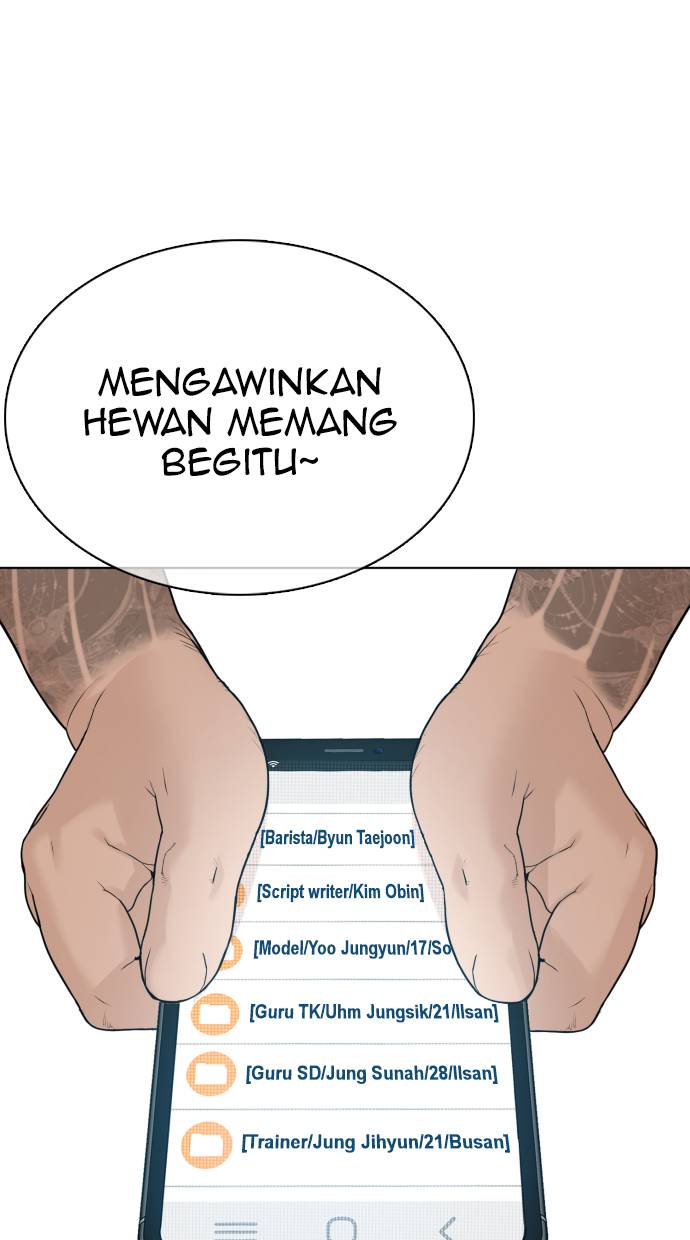 MENGAWINKAN
HEWAN MEMANG
BEGITU~
[Barista/Byun Taejoon]
[Script writer/Kim Obin]
[Model/Yoo Jungyun/17/So
[Guru TK/Uhm Jungsik/21/Ilsan]
[Guru SD/Jung Sunah/28/Ilsan]
[Trainer/Jung Jihyun/21/Busan]